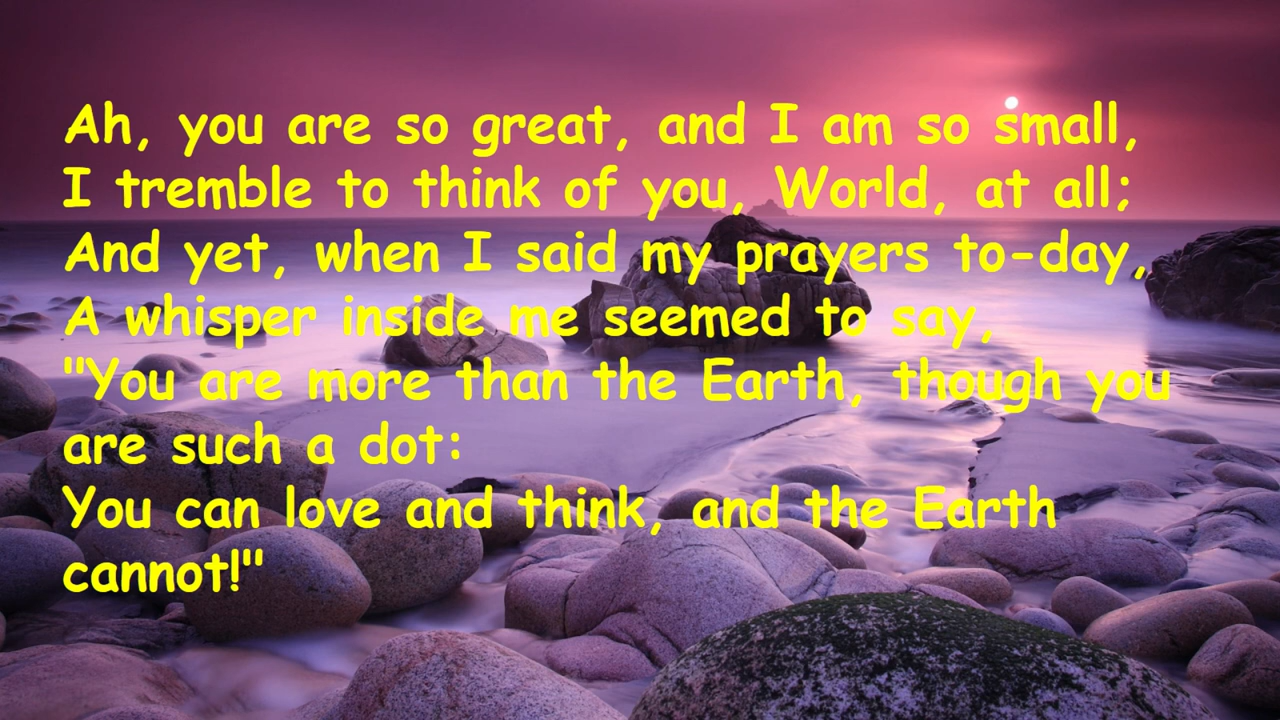 Ah, you are so great, and I am so small,
I tremble to think of you, World, at all;
And yet, when I said my prayers to-day,
A whisper inside me seemed to say,
"You are more than the Earth, though you
are such a dot:
You can love and think, and the Earth
cannot!"